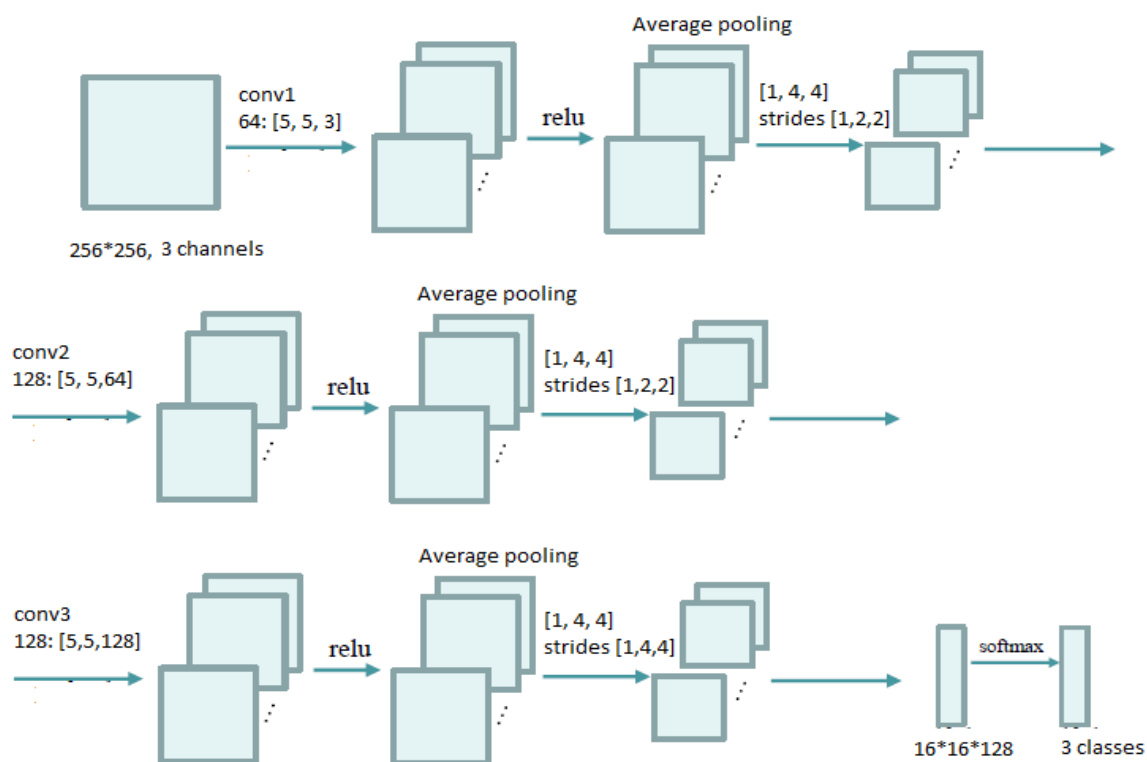 Average pooling
conv1
64: [5, 5, 3]
relu
[1, 4, 4]
strides [1,2,2]
256*256, 3 channels
Average pooling
conv2
128: [5, 5,64]
relu
[1, 4, 4]
strides [1,2,2]
Average pooling
conv3
128: [5,5,128]
relu
[1, 4, 4]
strides [1,4,4]
softmax
16*16*128
3 classes